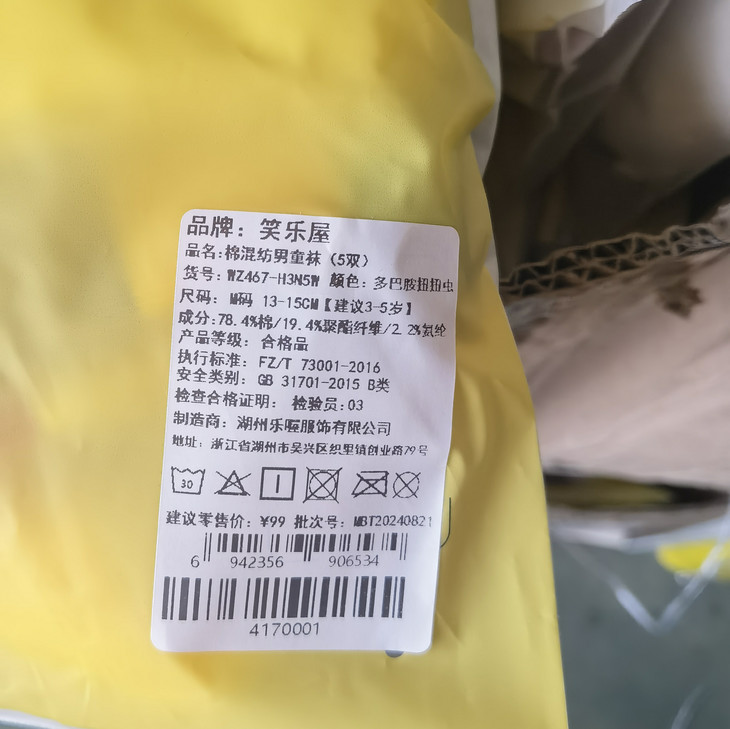 品牌：笑乐屋
品名:棉混纺男童袜（5双）
货号：WZ467-H3N5W 颜色：多巴胺扭扭虫
尺码： M码 13-15CM【建议3-5岁】
成分:78.4%棉/19.4%聚酯纤维/2.2%氨纶
产品等级：合格品
执行标准： FZ/T 73001-2016
安全类别： GB 31701-2015 B类
检查合格证明： 检验员:03
制造商：湖州乐喔服饰有限公司
地址：浙江省湖州市吴兴区织里镇创业路79号
30
建议零售价：¥99 批次号：MBT20240821
6 942356 906534
4170001